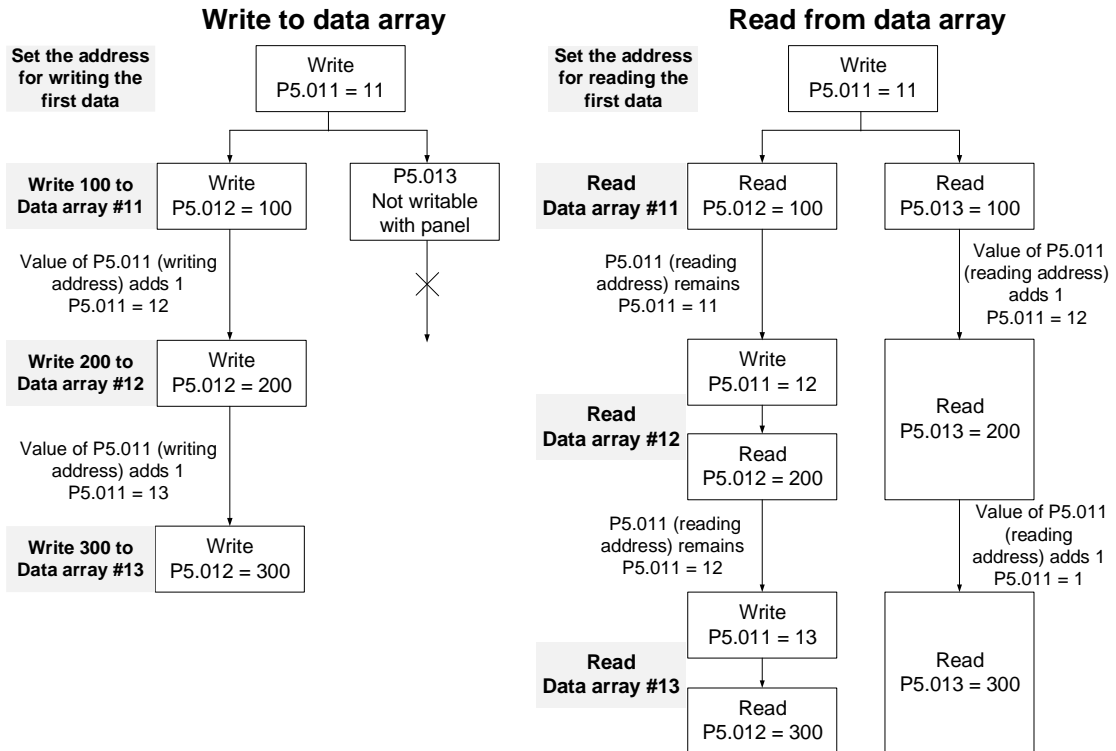 Write to data array
Set the address
for writing the
first data
Write
P5.011 = 11
Write 100 to
Data array #11
Write
P5.012 = 100
P5.013
Not writable
with panel
Value of P5.011 (writing
address) adds 1
P5.011 = 12
Write 200 to
Data array #12
Write
P5.012 = 200
Value of P5.011 (writing
address) adds 1
P5.011 = 13
Write 300 to
Data array #13
Write
P5.012 = 300
Read from data array
Set the address
for reading the
first data
Write
P5.011 = 11
Read
Data array #11
Read
P5.012 = 100
Read
P5.013 = 100
P5.011 (reading
address) remains
P5.011 = 11
Value of P5.011
(reading address)
adds 1
P5.011 = 12
Read
Data array #12
Write
P5.011 = 12
Read
P5.012 = 200
Read
P5.013 = 200
P5.011 (reading
address) remains
P5.011 = 12
Value of P5.011
(reading
address) adds 1
P5.011 = 1
Read
Data array #13
Write
P5.011 = 13
Read
P5.012 = 300
Read
P5.013 = 300